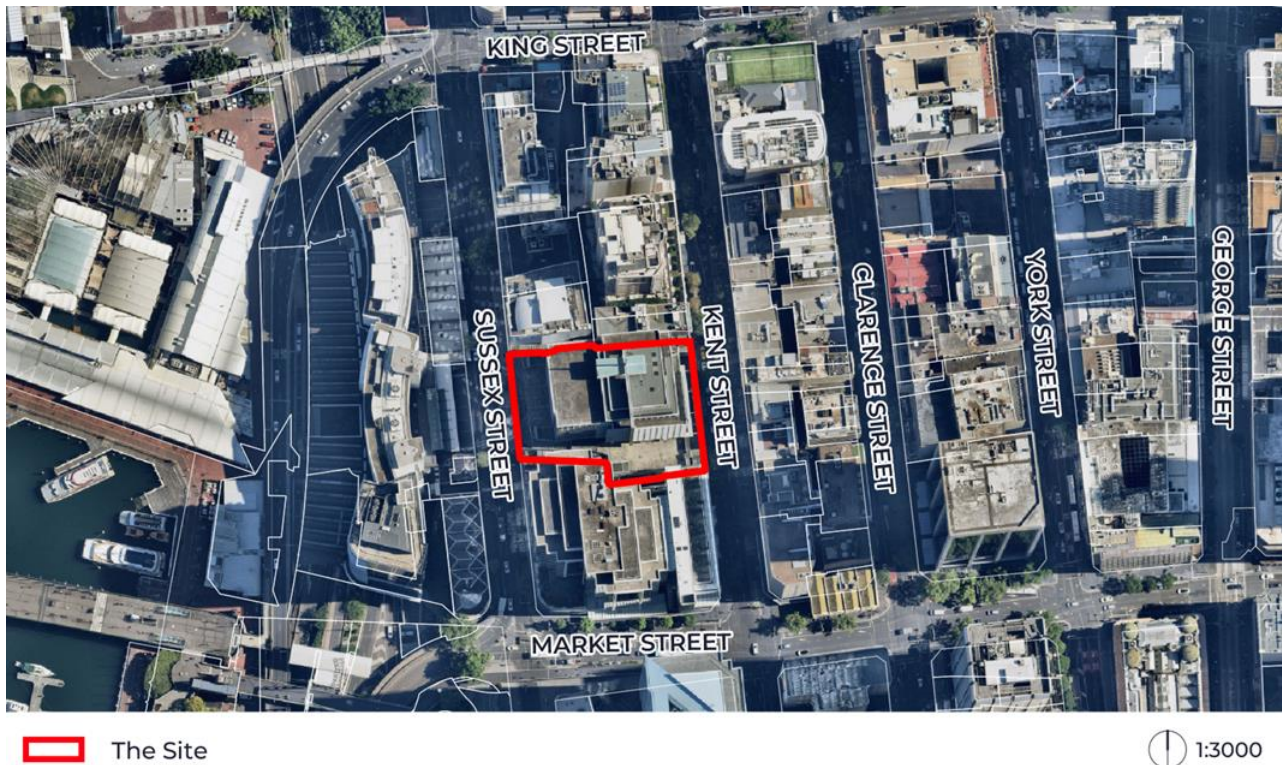 KING STREET
SUSSEX STREET
KENT STREET
CLARENCE STREET
YORK STREET
GEORGE STREET
MARKET STREET
The Site
1:3000